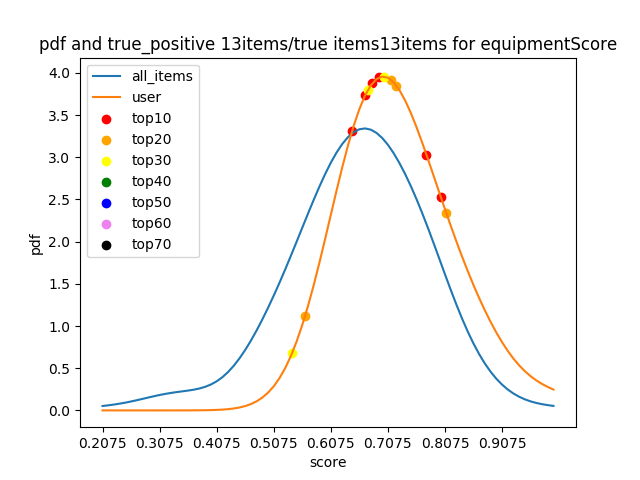 pdf and true_positive 13items/true items13items for equipmentScore
4.0
3.5
3.0
2.5
2.0
1.5
1.0
0.5
0.0
pdf
all_items
user
top10
top20
top30
top40
top50
top60
top70
0.2075 0.3075 0.4075 0.5075 0.6075 0.7075 0.8075 0.9075
score